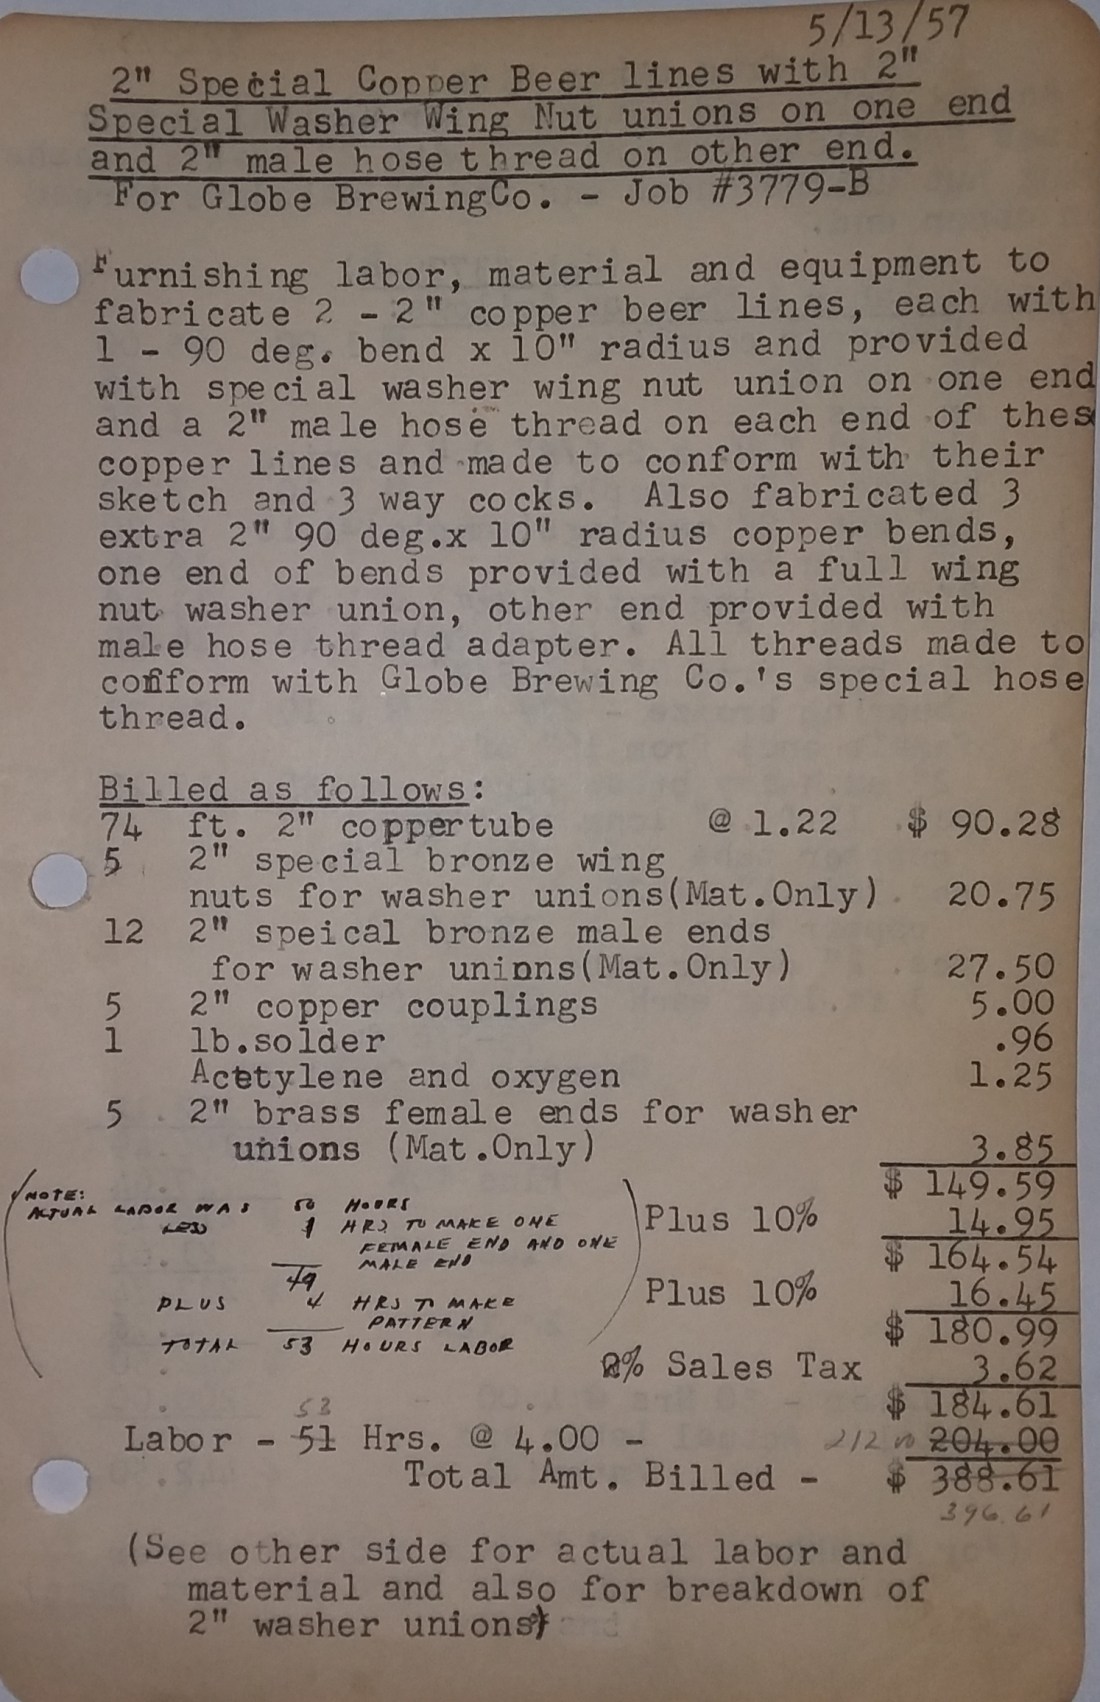 5/13/57
2" Special Copper Beer lines with 2"
Special Washer Wing Nut unions on one end
and 2" male hose thread on other end.
For Globe BrewingCo. - Job #3779-B
Furnishing labor, material and equipment to
fabricate 2 - 2" copper beer lines, each with
1 - 90 deg. bend x 10" radius and provided
with special washer wing nut union on one end
and a 2" male hose thread on each end of thes
copper lines and made to conform with their
sketch and 3 way cocks. Also fabricated 3
extra 2" 90 deg.x 10" radius copper bends,
one end of bends provided with a full wing
nut washer union, other end provided with
male hose thread adapter. All threads made to
conform with Globe Brewing Co.'s special hose
thread.
Billed as follows:
74 ft. 2" coppertube @ 1.22 $ 90.28
5 2" special bronze wing
nuts for washer unions(Mat.Only) 20.75
12 2" speical bronze male ends
for washer unions(Mat.Only) 27.50
5 2" copper couplings 5.00
1 lb.solder .96
Acetylene and oxygen 1.25
5 2" brass female ends for washer
unions (Mat.Only) 3.85
$ 149.59
Plus 10% 14.95
$ 164.54
Plus 10% 16.45
$ 180.99
2% Sales Tax 3.62
$ 184.61
(NOTE:
ACTUAL LABOR WAS 50 HOURS
LESS 1 HRS TO MAKE ONE
FEMALE END AND ONE
MALE END
49
PLUS 4 HRS TO MAKE
PATTERN
TOTAL 53 HOURS LABOR)
53
Labor - 51 Hrs. @ 4.00 - 212 00 204.00
Total Amt. Billed - $ 388.61
396.61
(See other side for actual labor and
material and also for breakdown of
2" washer unions)